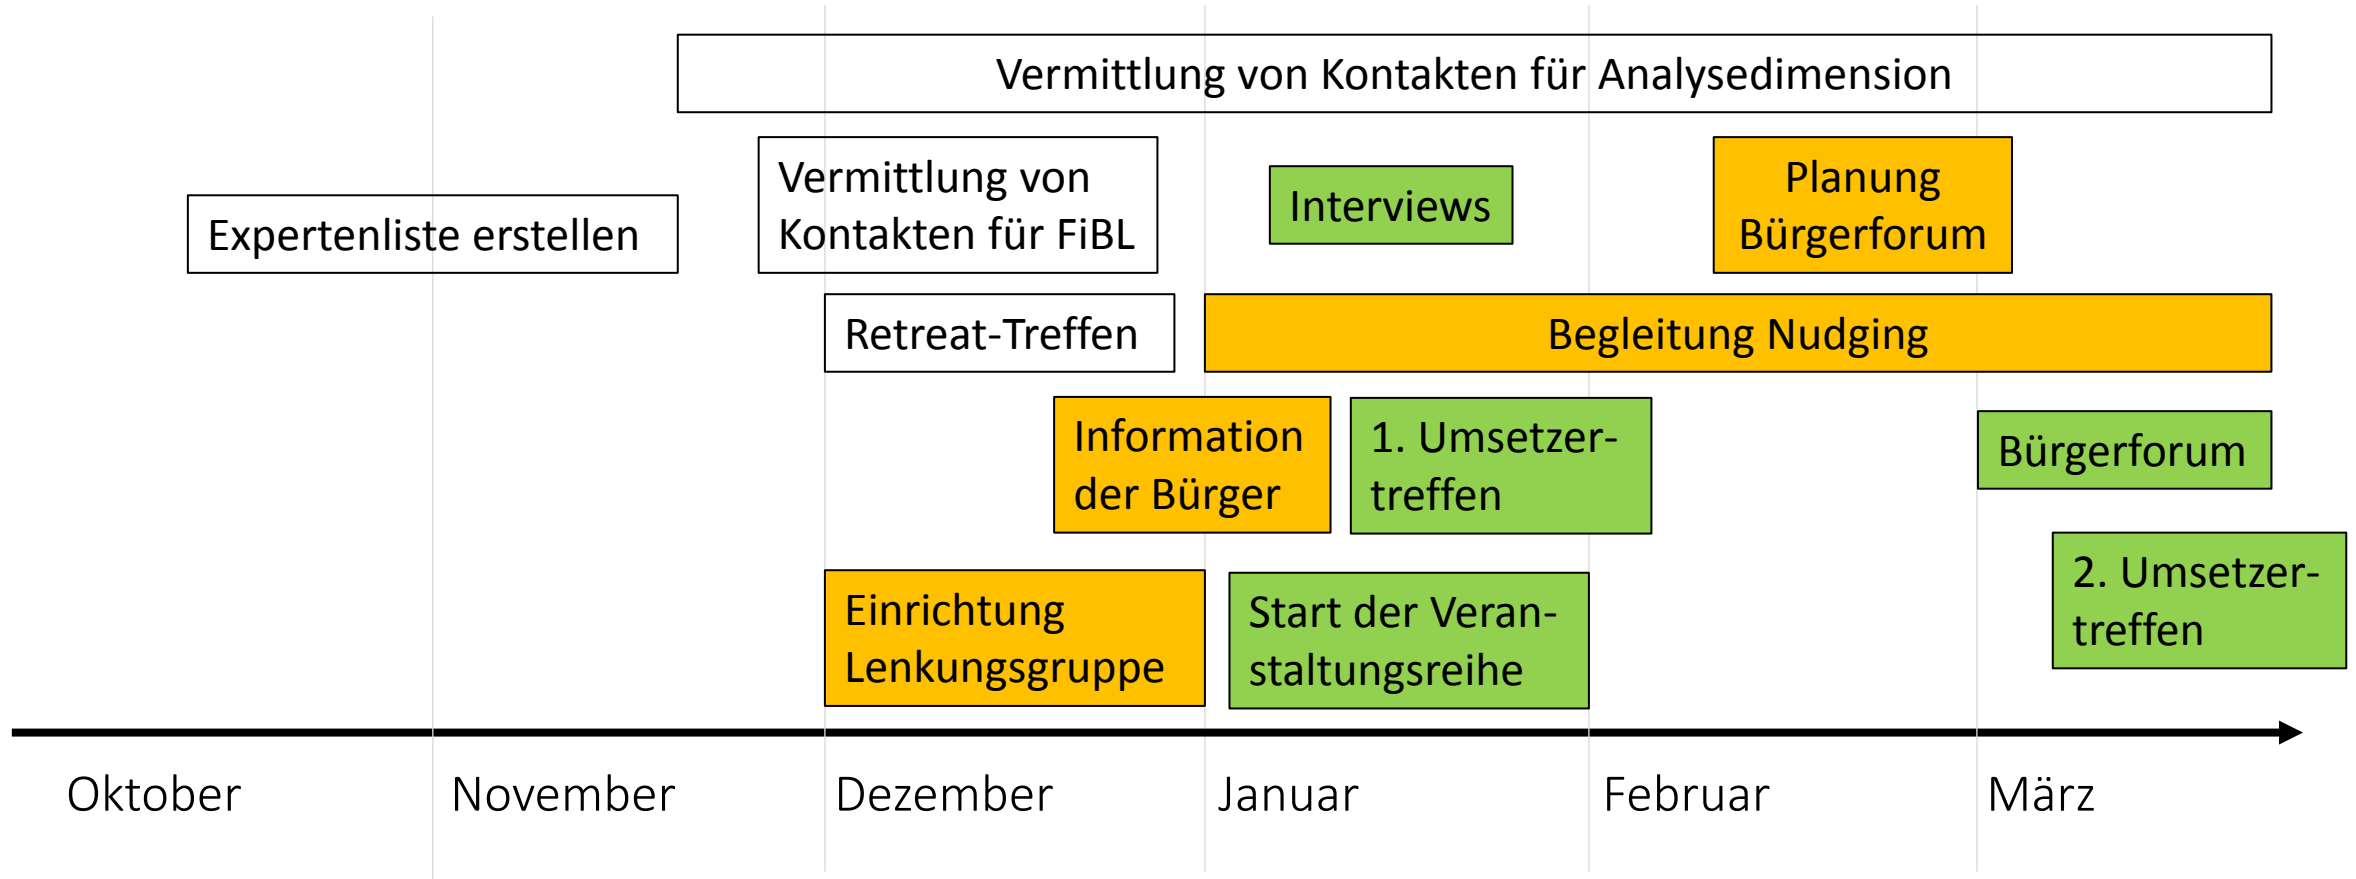 Vermittlung von Kontakten für Analysedimension
Vermittlung von
Kontakten für FiBL
Planung
Bürgerforum
Interviews
Expertenliste erstellen
Retreat-Treffen
Begleitung Nudging
Information
der Bürger
1. Umsetzer-
treffen
Bürgerforum
2. Umsetzer-
treffen
Einrichtung
Lenkungsgruppe
Start der Veran-
staltungsreihe
Oktober
November
Dezember
Januar
Februar
März